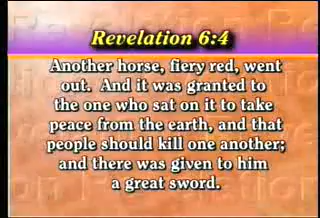 Revelation 6:4
Another horse, fiery red, went
out. And it was granted to
the one who sat on it to take
peace from the earth, and that
people should kill one another;
and there was given to him
a great sword.